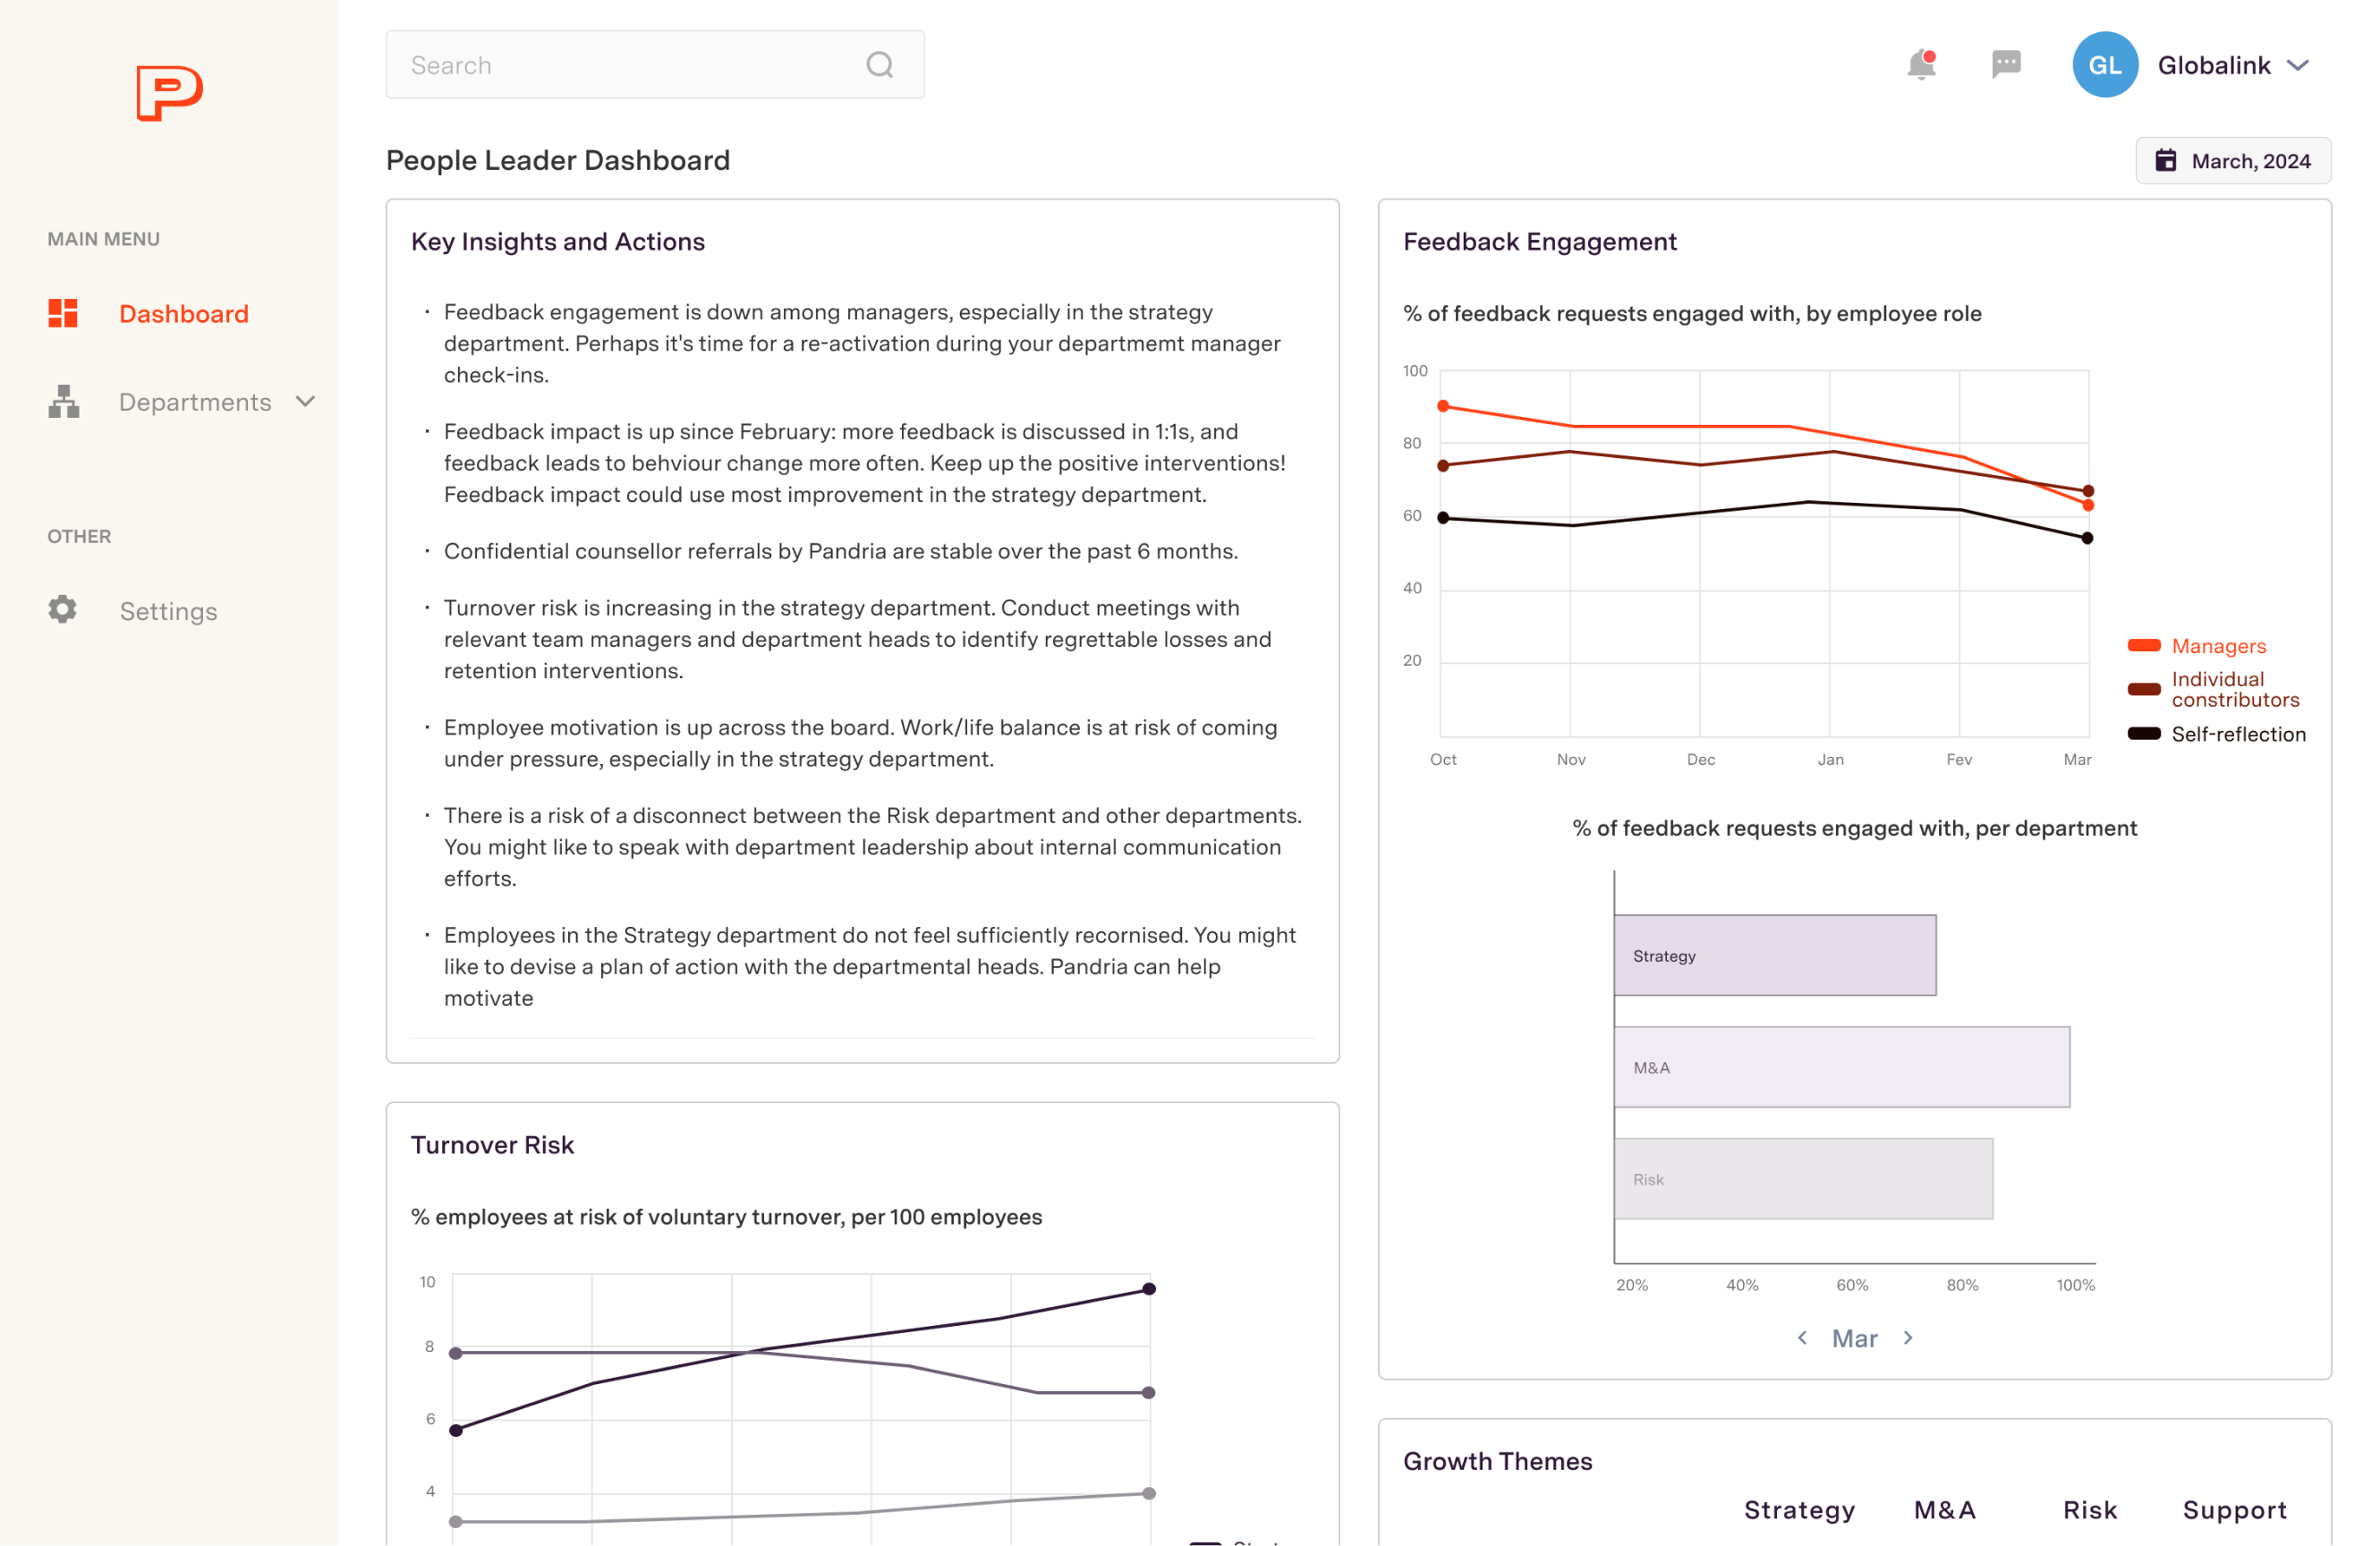 P
MAIN MENU
Dashboard
Departments
OTHER
Settings
Search
GL
Globalink
People Leader Dashboard
March, 2024
Key Insights and Actions
· Feedback engagement is down among managers, especially in the strategy
department. Perhaps it's time for a re-activation during your departmemt manager
check-ins.
· Feedback impact is up since February: more feedback is discussed in 1:1s, and
feedback leads to behviour change more often. Keep up the positive interventions!
Feedback impact could use most improvement in the strategy department.
· Confidential counsellor referrals by Pandria are stable over the past 6 months.
· Turnover risk is increasing in the strategy department. Conduct meetings with
relevant team managers and department heads to identify regrettable losses and
retention interventions.
· Employee motivation is up across the board. Work/life balance is at risk of coming
under pressure, especially in the strategy department.
· There is a risk of a disconnect between the Risk department and other departments.
You might like to speak with department leadership about internal communication
efforts.
· Employees in the Strategy department do not feel sufficiently recornised. You might
like to devise a plan of action with the departmental heads. Pandria can help
motivate
Turnover Risk
% employees at risk of voluntary turnover, per 100 employees
10
8
6
4
Feedback Engagement
% of feedback requests engaged with, by employee role
100
80
60
40
20
Oct Nov Dec Jan Fev Mar
Managers
Individual
constributors
Self-reflection
% of feedback requests engaged with, per department
Strategy
M&A
Risk
20% 40% 60% 80% 100%
< Mar >
Growth Themes
Strategy M&A Risk Support